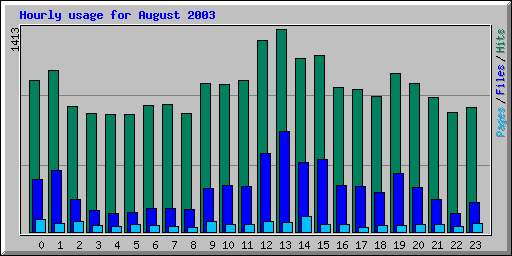 Hourly usage for August 2003
1413
Pages/Files/Hits
0 1 2 3 4 5 6 7 8 9 10 11 12 13 14 15 16 17 18 19 20 21 22 23